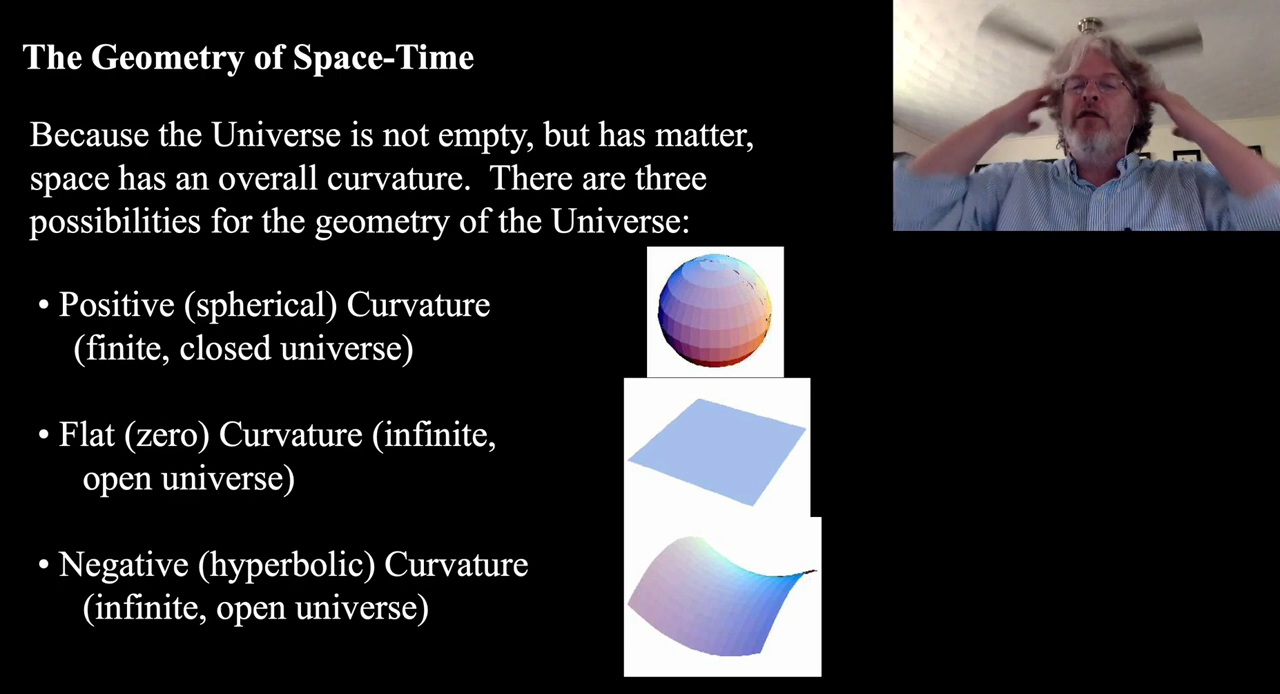 The Geometry of Space-Time
Because the Universe is not empty, but has matter,
space has an overall curvature.  There are three
possibilities for the geometry of the Universe:
• Positive (spherical) Curvature
(finite, closed universe)
• Flat (zero) Curvature (infinite,
open universe)
• Negative (hyperbolic) Curvature
(infinite, open universe)